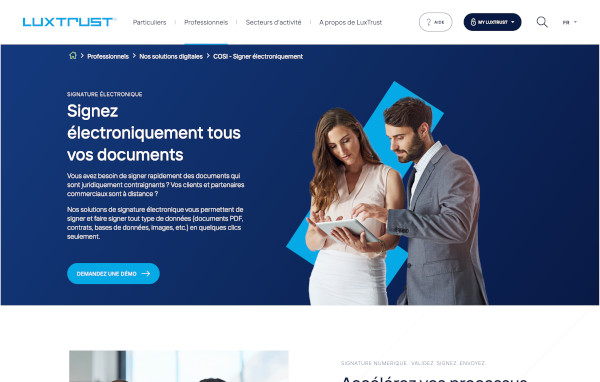 LUXTRUST
Particuliers
Professionnels
Secteurs d'activité
A propos de LuxTrust
AIDE
MY LUXTRUST
FR
Professionnels > Nos solutions digitales > COSI - Signer électroniquement
SIGNATURE ÉLECTRONIQUE
Signez
électroniquement tous
vos documents
Vous avez besoin de signer rapidement des documents qui
sont juridiquement contraignants ? Vos clients et partenaires
commerciaux sont à distance ?
Nos solutions de signature électronique vous permettent de
signer et faire signer tout type de données (documents PDF,
contrats, bases de données, images, etc.) en quelques clics
seulement.
DEMANDEZ UNE DÉMO
SIGNATURE NUMERIQUE : VALIDEZ. SIGNEZ. ENVOYEZ.
Accélérez vos processus